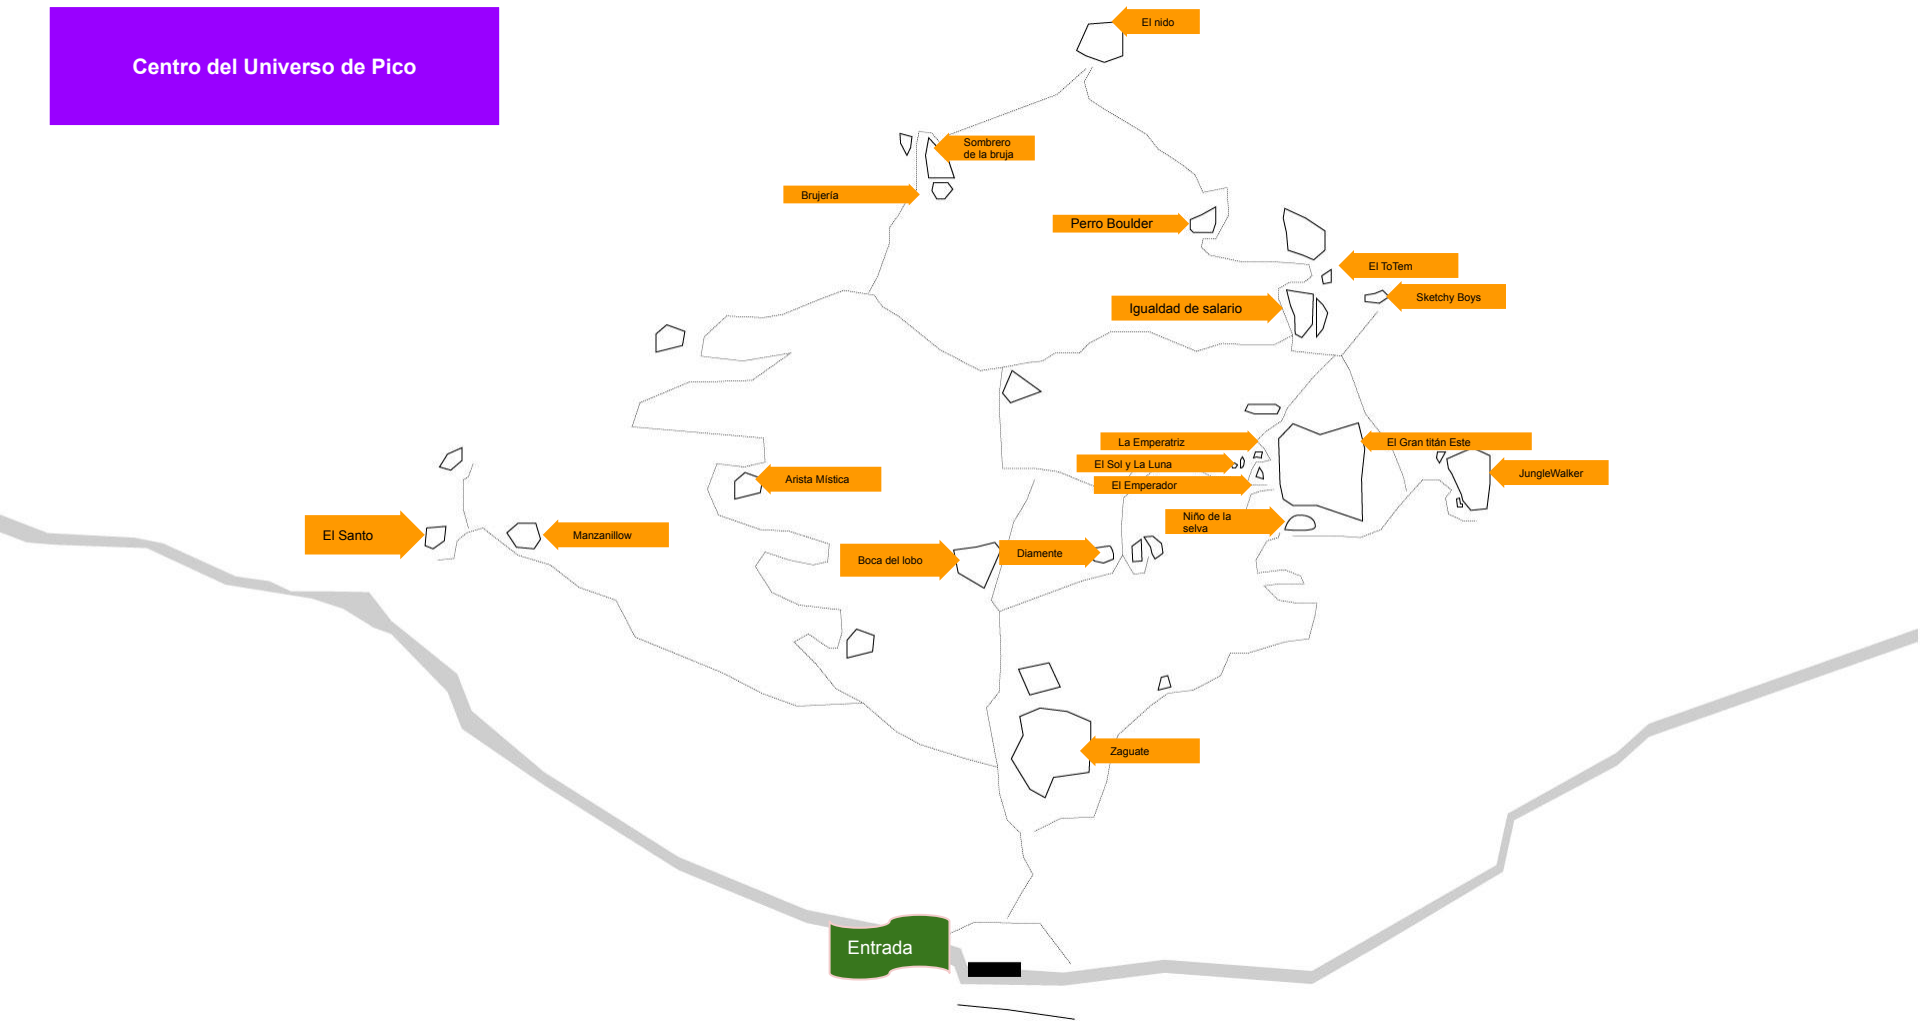 Centro del Universo de Pico
El nido
Sombrero
de la bruja
Brujería
Perro Boulder
El ToTem
Sketchy Boys
Igualdad de salario
La Emperatriz
El Gran titán Este
El Sol y La Luna
JungleWalker
Arista Mística
El Emperador
Niño de la
selva
El Santo
Manzanillow
Boca del lobo
Diamente
Zaguate
Entrada